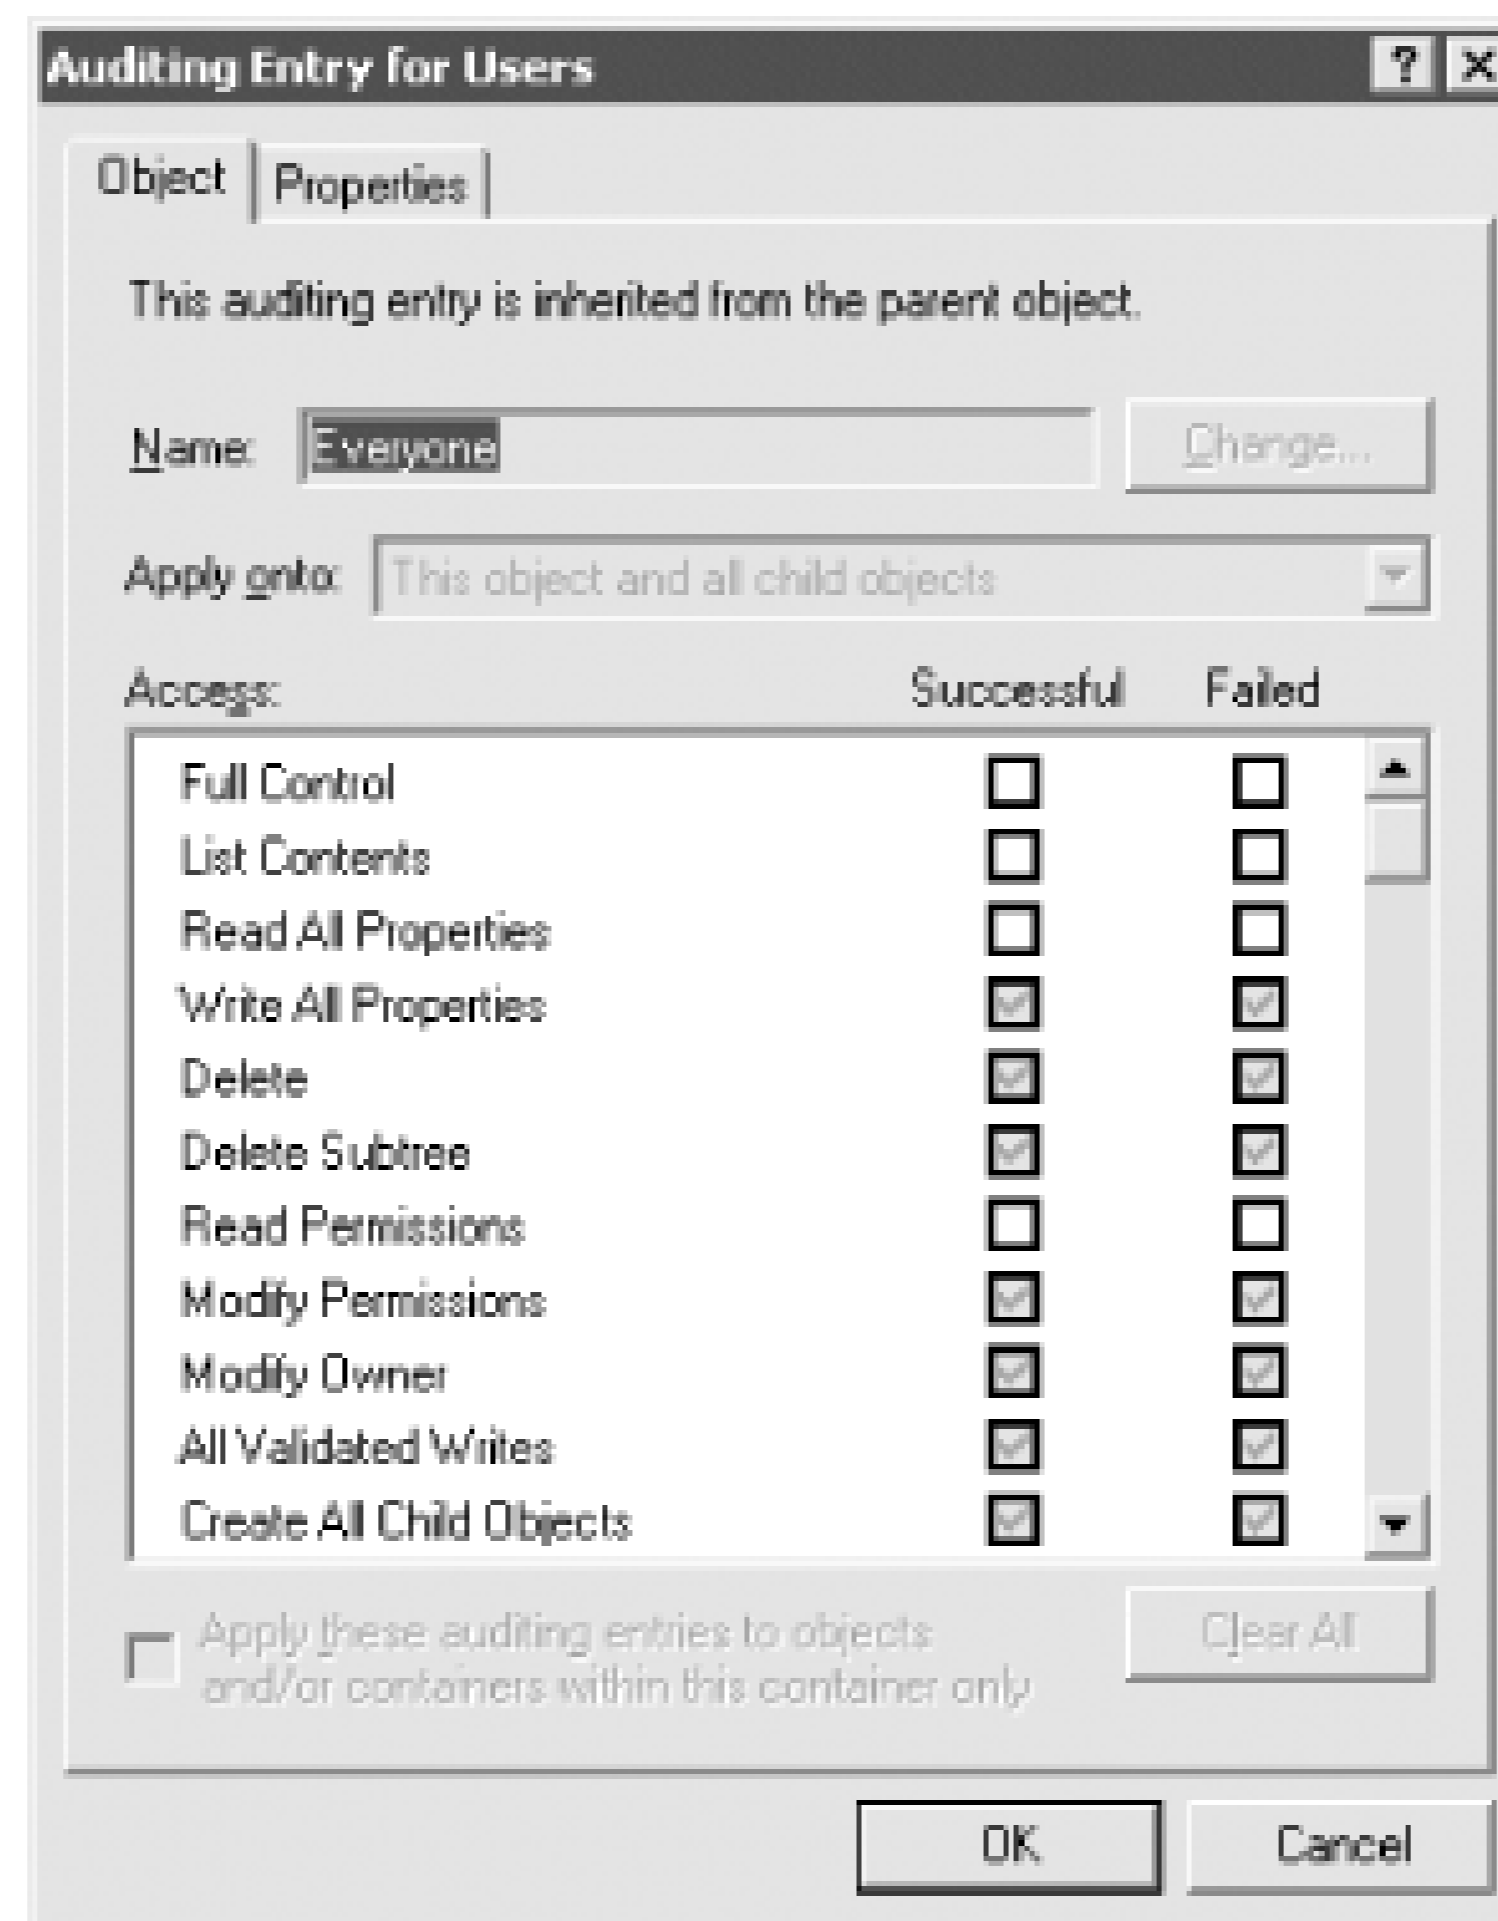 Auditing Entry for Users
Object Properties
This auditing entry is inherited from the parent object.
Name: Everyone Change...
Apply onto: This object and all child objects
Access: Successful Failed
Full Control
List Contents
Read All Properties
Write All Properties
Delete
Delete Subtree
Read Permissions
Modify Permissions
Modify Owner
All Validated Writes
Create All Child Objects
Apply these auditing entries to objects
and/or containers within this container only
Clear All
OK Cancel